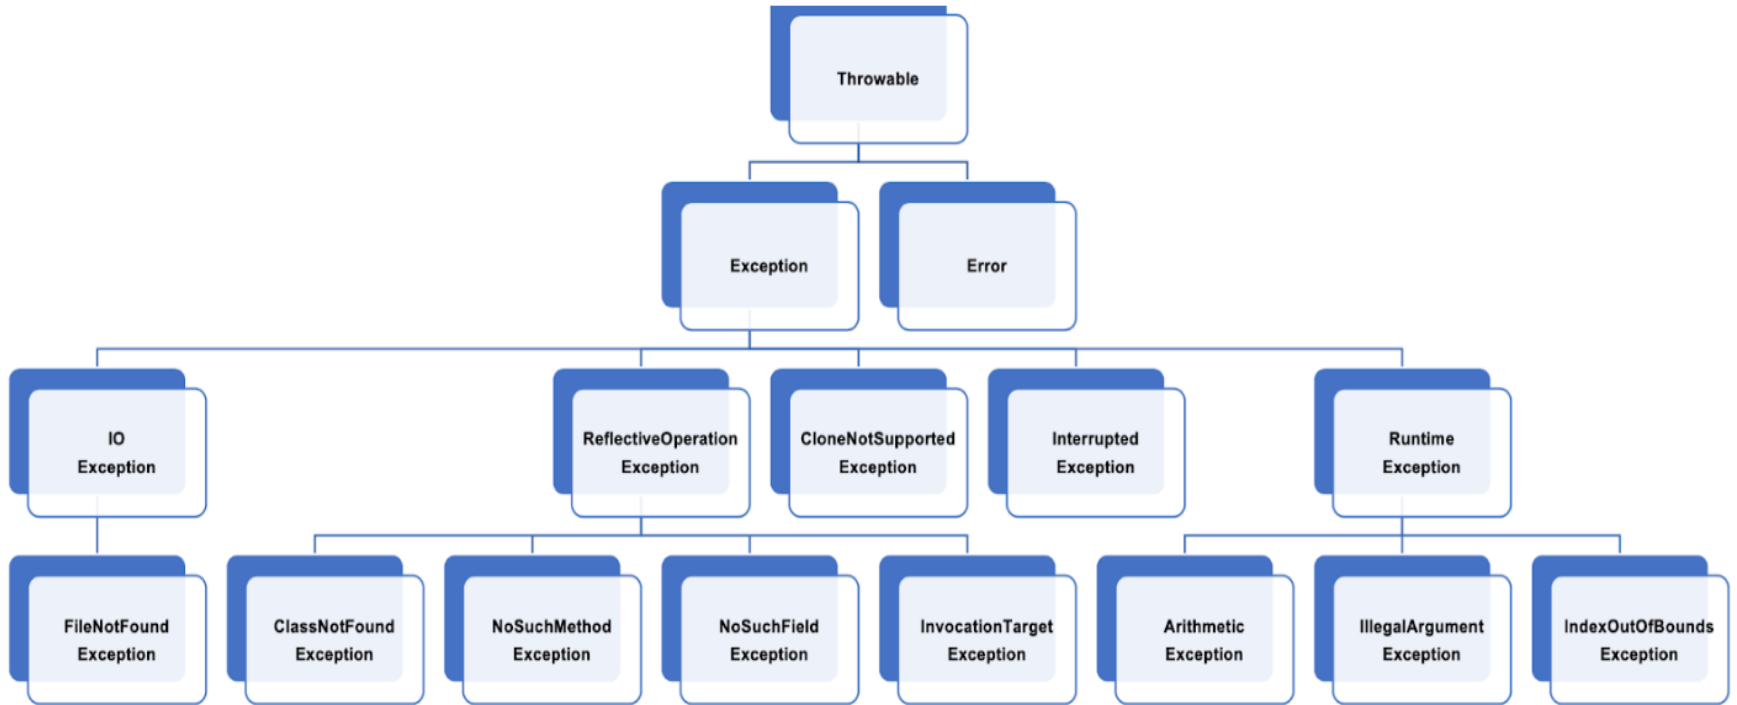 Throwable
Exception
Error
IO
Exception
ReflectiveOperation
Exception
CloneNotSupported
Exception
Interrupted
Exception
Runtime
Exception
FileNotFound
Exception
ClassNotFound
Exception
NoSuchMethod
Exception
NoSuchField
Exception
InvocationTarget
Exception
Arithmetic
Exception
IllegalArgument
Exception
IndexOutOfBounds
Exception